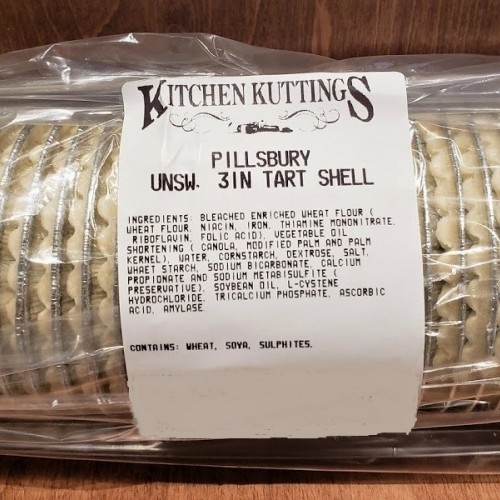 KITCHEN KUTTINGS
PILLSBURY
UNSW. 3IN TART SHELL
INGREDIENTS: BLEACHED ENRICHED WHEAT FLOUR (
WHEAT FLOUR, NIACIN, IRON, THIAMINE MONONITRATE,
RIBOFLAVIN, FOLIC ACID), VEGETABLE OIL
SHORTENING ( CANOLA, MODIFIED PALM AND PALM
KERNEL), WATER, CORNSTARCH, DEXTROSE, SALT,
WHAET STARCH, SODIUM BICARBONATE, CALCIUM
PROPIONATE AND SODIUM METABISULFITE (
PRESERVATIVE), SOYBEAN OIL, L-CYSTENE
HYDROCHLORIDE, TRICALCIUM PHOSPHATE, ASCORBIC
ACID, AMYLASE.
CONTAINS: WHEAT, SOYA, SULPHITES.